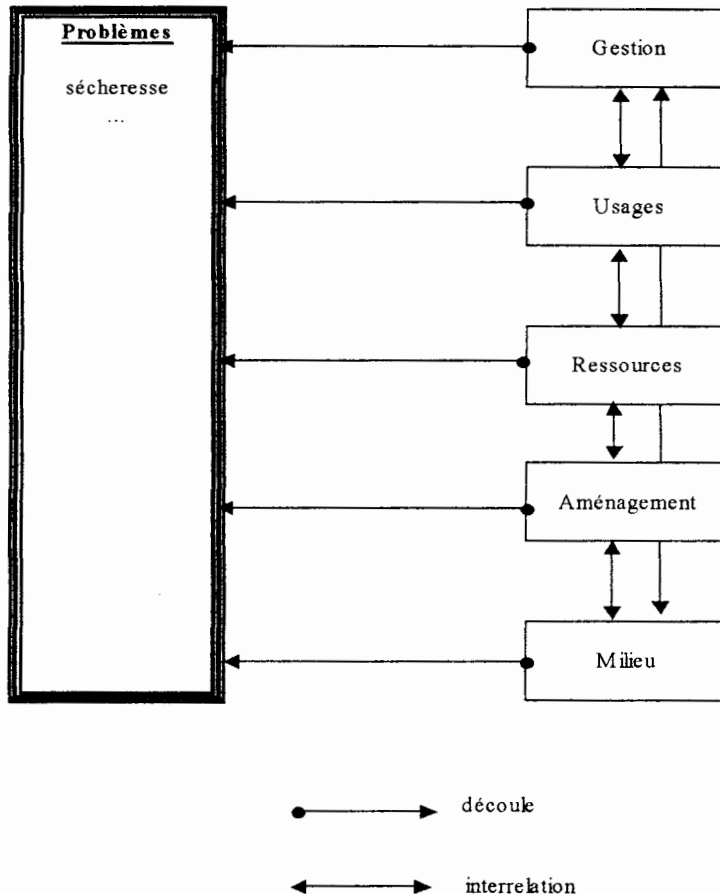 Problèmes
sécheresse
...
Gestion
Usages
Ressources
Aménagement
Milieu
découle
interrelation